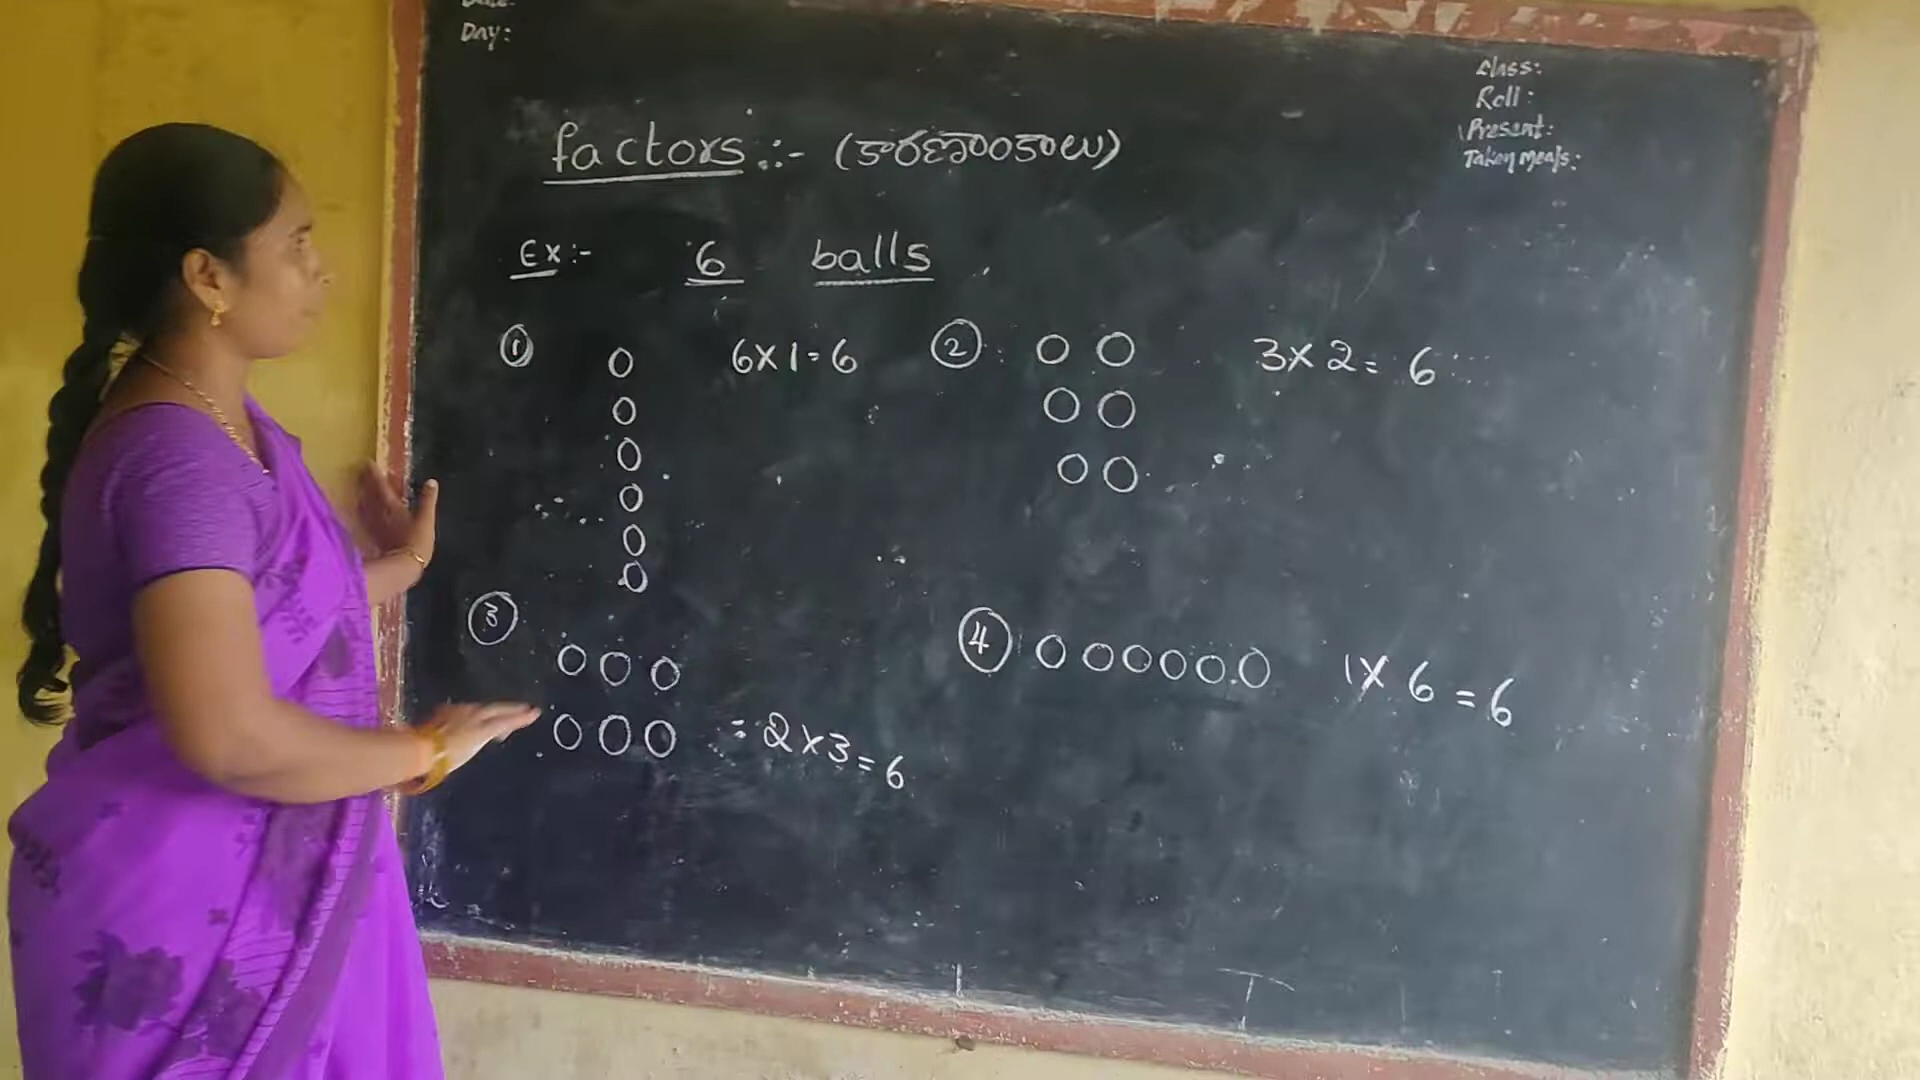 Day:
Class:
Roll:
Present:
Taken meals:
factors:- (కారణాంకాలు)
Ex:- 6 balls
① 6×1=6
② 3×2= 6
③ = 2×3=6
④ 1×6=6